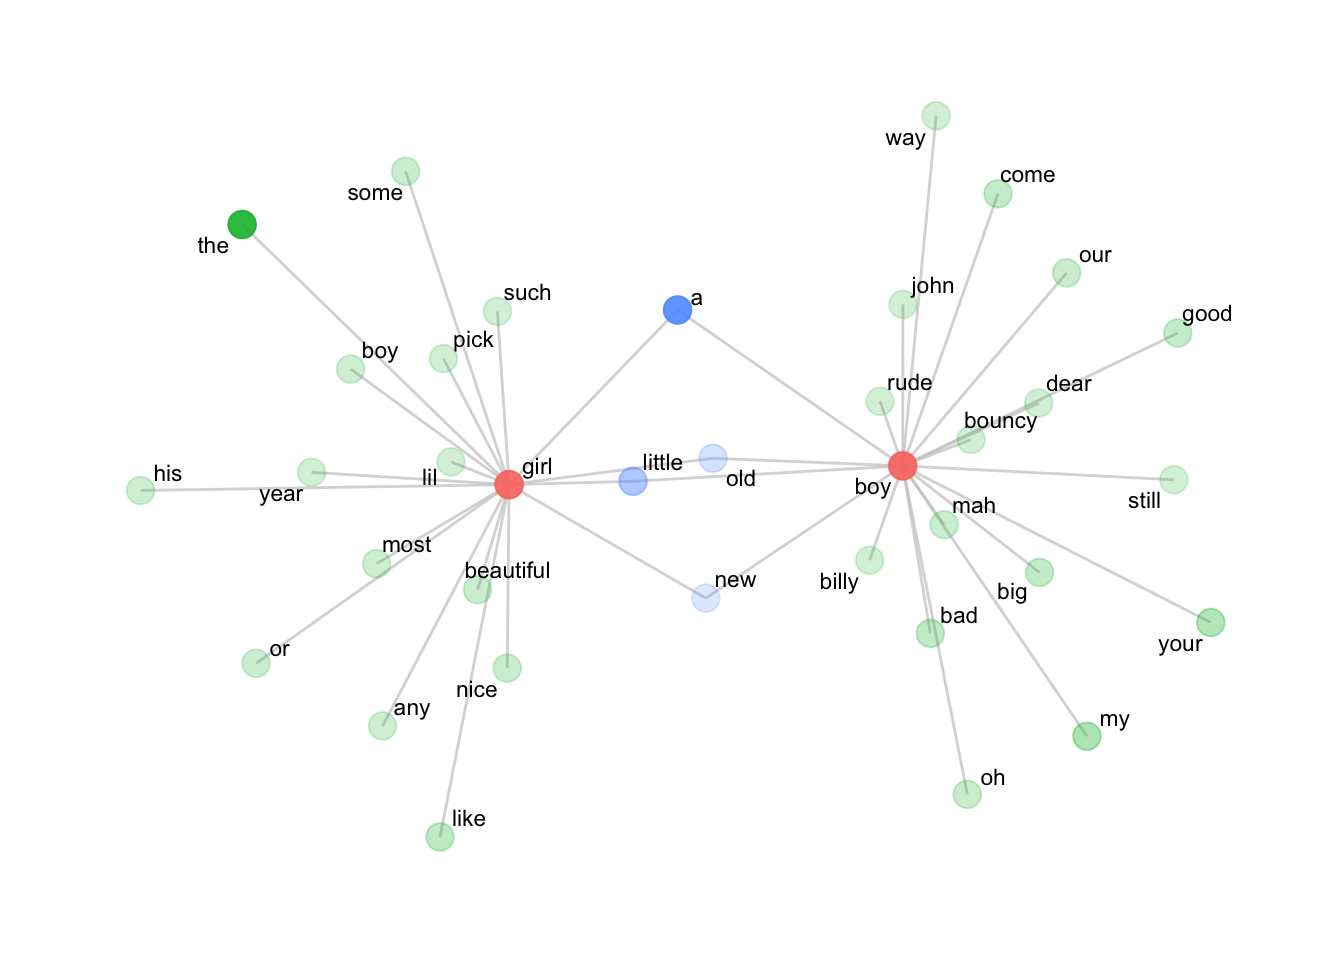 way
come
some
the
our
such
john
a
good
pick
boy
rude
dear
bouncy
his
girl
little
lil
old
year
boy
still
mah
most
beautiful
new
billy
big
bad
or
your
nice
any
my
oh
like